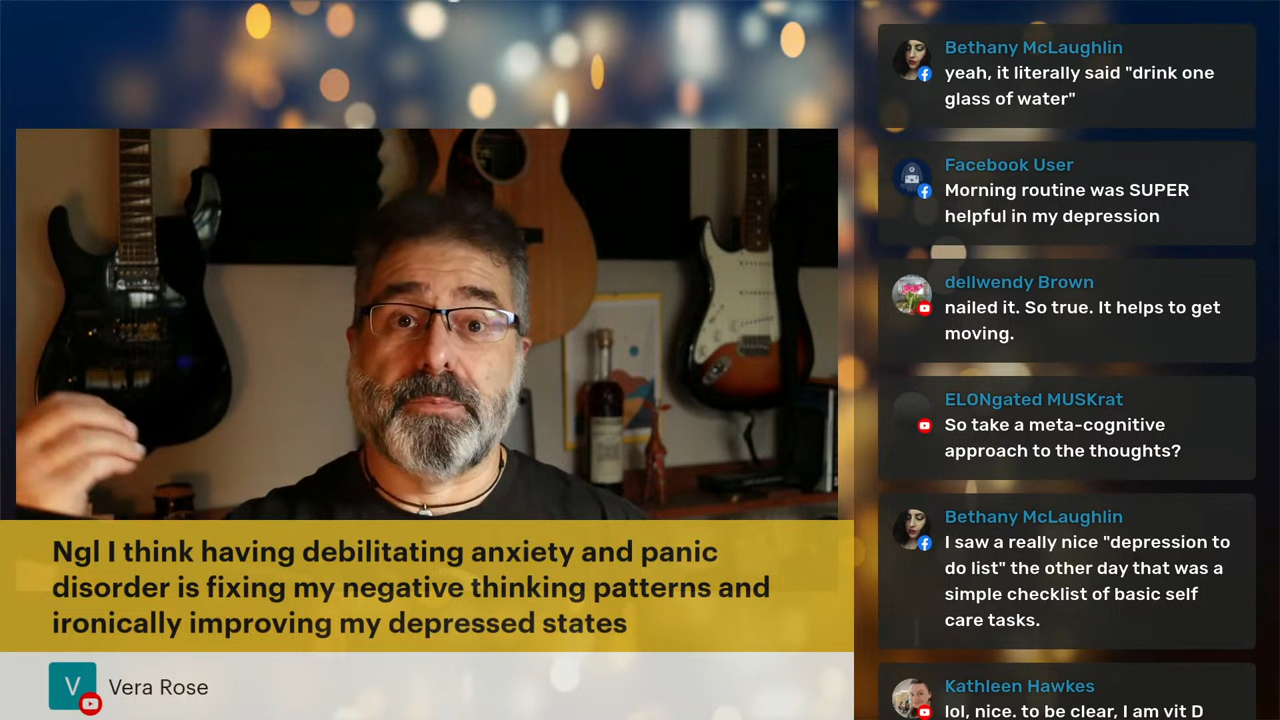 Bethany McLaughlin
yeah, it literally said "drink one
glass of water"
Facebook User
Morning routine was SUPER
helpful in my depression
dellwendy Brown
nailed it. So true. It helps to get
moving.
ELONgated MUSKrat
So take a meta-cognitive
approach to the thoughts?
Bethany McLaughlin
I saw a really nice "depression to
do list" the other day that was a
simple checklist of basic self
care tasks.
Kathleen Hawkes
lol, nice. to be clear, I am vit D
Ngl I think having debilitating anxiety and panic
disorder is fixing my negative thinking patterns and
ironically improving my depressed states
V
Vera Rose